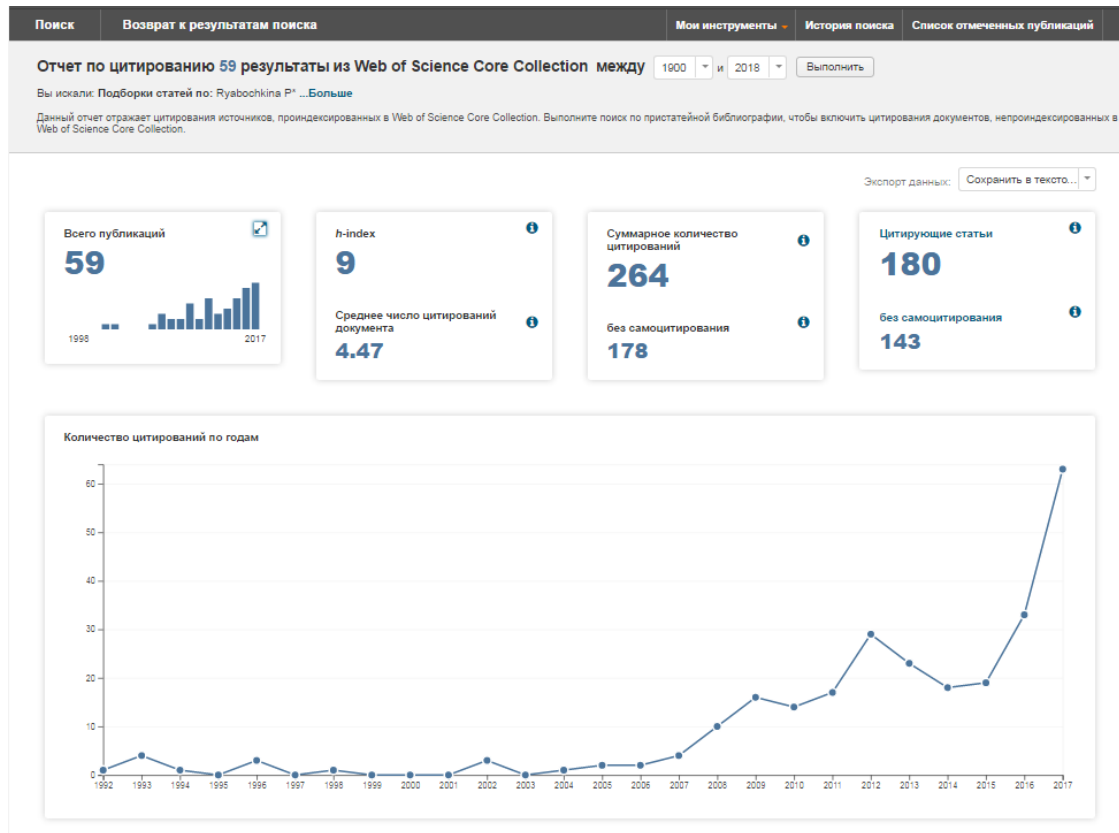 Поиск Возврат к результатам поиска Мои инструменты История поиска Список отмеченных публикаций
Отчет по цитированию 59 результаты из Web of Science Core Collection между 1900 и 2018 Выполнить
Вы искали: Подборки статей по: Ryabochkina P* ...Больше
Данный отчет отражает цитирования источников, проиндексированных в Web of Science Core Collection. Выполните поиск по пристатейной библиографии, чтобы включить цитирования документов, непроиндексированных в
Web of Science Core Collection.
Экспорт данных: Сохранить в тексто...
Всего публикаций
59
1998 2017
h-index
9
Среднее число цитирований
документа
4.47
Суммарное количество
цитирований
264
без самоцитирования
178
Цитирующие статьи
180
без самоцитирования
143
Количество цитирований по годам
60
50
40
30
20
10
0
1992 1993 1994 1995 1996 1997 1998 1999 2000 2001 2002 2003 2004 2005 2006 2007 2008 2009 2010 2011 2012 2013 2014 2015 2016 2017